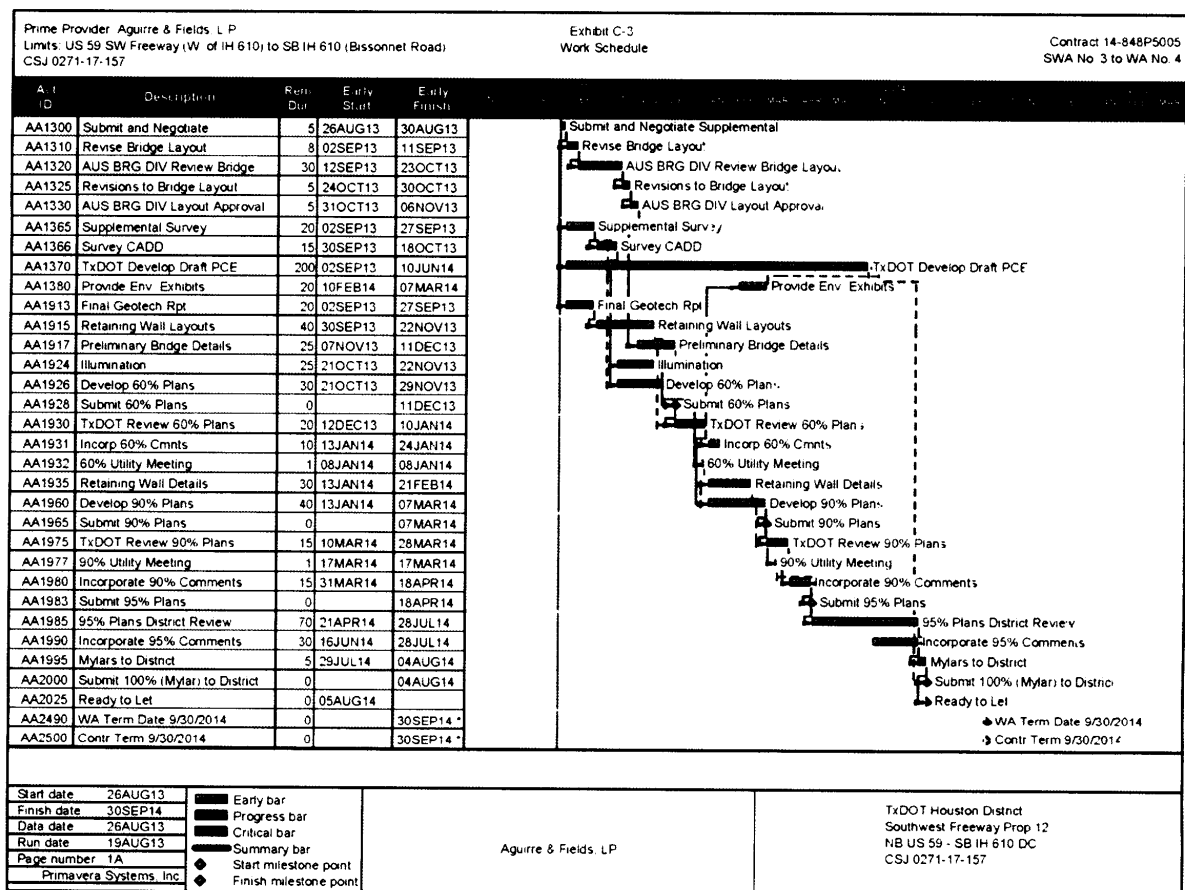 Prime Provider Aguirre & Fields, L P
Limits: US 59 SW Freeway (W of IH 610) to SB IH 610 (Bissonnet Road)
CSJ 0271-17-157
Exhibit C-3
Work Schedule
Contract 14-848P5005
SWA No. 3 to WA No. 4
Act ID Description Rem Dur Early Start Early Finish
AA1300 Submit and Negotiate 5 26AUG13 30AUG13 Submit and Negotiate Supplemental
AA1310 Revise Bridge Layout 8 02SEP13 11SEP13 Revise Bridge Layout
AA1320 AUS BRG DIV Review Bridge 30 12SEP13 23OCT13 AUS BRG DIV Review Bridge Layou.
AA1325 Revisions to Bridge Layout 5 24OCT13 30OCT13 Revisions to Bridge Layout
AA1330 AUS BRG DIV Layout Approval 5 31OCT13 06NOV13 AUS BRG DIV Layout Approval
AA1365 Supplemental Survey 20 02SEP13 27SEP13 Supplemental Survey
AA1366 Survey CADD 15 30SEP13 18OCT13 Survey CADD
AA1370 TxDOT Develop Draft PCE 200 02SEP13 10JUN14 TxDOT Develop Draft PCE
AA1380 Provide Env. Exhibits 20 10FEB14 07MAR14 Provide Env Exhibits
AA1913 Final Geotech Rpt 20 02SEP13 27SEP13 Final Geotech Rpt
AA1915 Retaining Wall Layouts 40 30SEP13 22NOV13 Retaining Wall Layouts
AA1917 Preliminary Bridge Details 25 07NOV13 11DEC13 Preliminary Bridge Details
AA1924 Illumination 25 21OCT13 22NOV13 Illumination
AA1926 Develop 60% Plans 30 21OCT13 29NOV13 Develop 60% Plans
AA1928 Submit 60% Plans 0 11DEC13 Submit 60% Plans
AA1930 TxDOT Review 60% Plans 20 12DEC13 10JAN14 TxDOT Review 60% Plans
AA1931 Incorp 60% Cmnts 10 13JAN14 24JAN14 Incorp 60% Cmnts
AA1932 60% Utility Meeting 1 08JAN14 08JAN14 60% Utility Meeting
AA1935 Retaining Wall Details 30 13JAN14 21FEB14 Retaining Wall Details
AA1960 Develop 90% Plans 40 13JAN14 07MAR14 Develop 90% Plans
AA1965 Submit 90% Plans 0 07MAR14 Submit 90% Plans
AA1975 TxDOT Review 90% Plans 15 10MAR14 28MAR14 TxDOT Review 90% Plans
AA1977 90% Utility Meeting 1 17MAR14 17MAR14 90% Utility Meeting
AA1980 Incorporate 90% Comments 15 31MAR14 18APR14 Incorporate 90% Comments
AA1983 Submit 95% Plans 0 18APR14 Submit 95% Plans
AA1985 95% Plans District Review 70 21APR14 28JUL14 95% Plans District Review
AA1990 Incorporate 95% Comments 30 16JUN14 28JUL14 Incorporate 95% Comments
AA1995 Mylars to District 5 29JUL14 04AUG14 Mylars to District
AA2000 Submit 100% (Mylar) to District 0 04AUG14 Submit 100% (Mylar) to District
AA2025 Ready to Let 0 05AUG14 Ready to Let
AA2490 WA Term Date 9/30/2014 0 30SEP14 * WA Term Date 9/30/2014
AA2500 Contr Term 9/30/2014 0 30SEP14 * Contr Term 9/30/2014
Start date 26AUG13
Finish date 30SEP14
Data date 26AUG13
Run date 19AUG13
Page number 1A
Primavera Systems, Inc
Early bar
Progress bar
Critical bar
Summary bar
Start milestone point
Finish milestone point
Aguirre & Fields, LP
TxDOT Houston District
Southwest Freeway Prop 12
NB US 59 - SB IH 610 DC
CSJ 0271-17-157